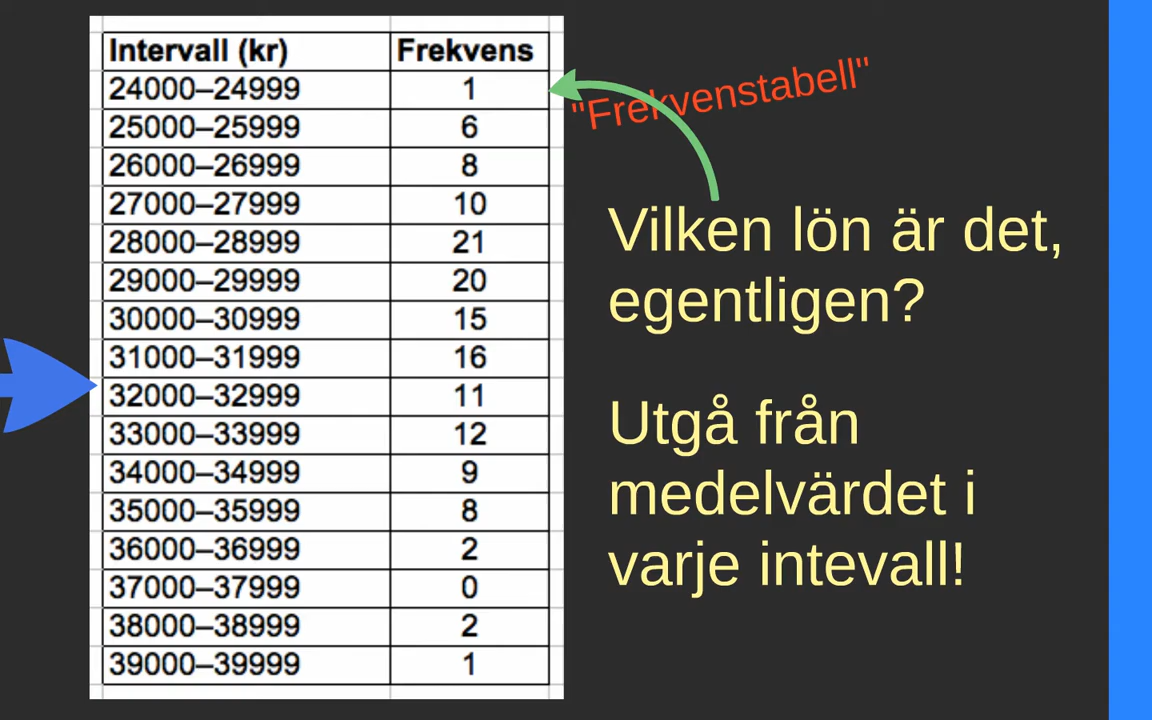 Intervall (kr) Frekvens
24000–24999 1
25000–25999 6
26000–26999 8
27000–27999 10
28000–28999 21
29000–29999 20
30000–30999 15
31000–31999 16
32000–32999 11
33000–33999 12
34000–34999 9
35000–35999 8
36000–36999 2
37000–37999 0
38000–38999 2
39000–39999 1
"Frekvenstabell"
Vilken lön är det,
egentligen?
Utgå från
medelvärdet i
varje intevall!